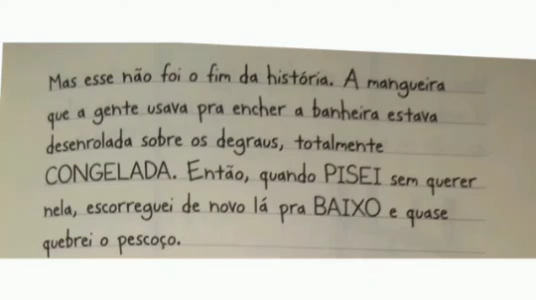 Mas esse não foi o fim da história. A mangueira
que a gente usava pra encher a banheira estava
desenrolada sobre os degraus, totalmente
CONGELADA. Então, quando PISEI sem querer
nela, escorreguei de novo lá pra BAIXO e quase
quebrei o pescoço.